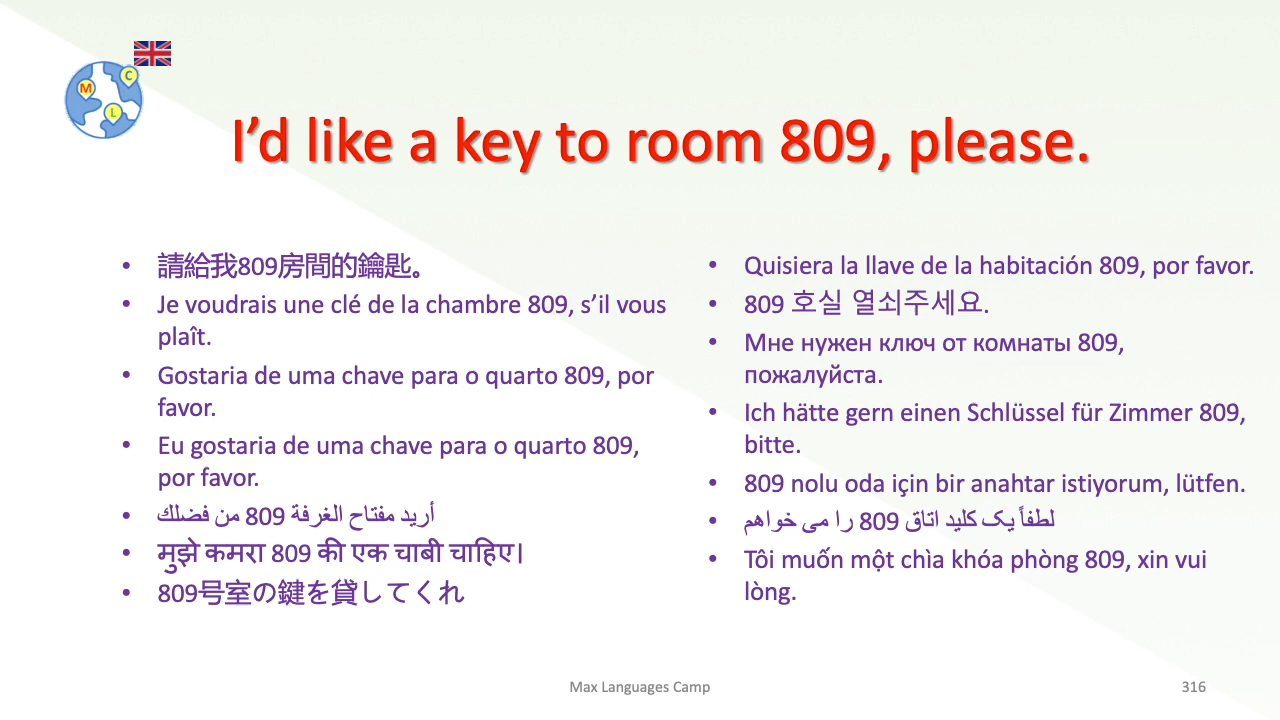 M
C
L
I’d like a key to room 809, please.
• 請給我809房間的鑰匙。
• Je voudrais une clé de la chambre 809, s’il vous
plaît.
• Gostaria de uma chave para o quarto 809, por
favor.
• Eu gostaria de uma chave para o quarto 809,
por favor.
• أريد مفتاح الغرفة 809 من فضلك
• मुझे कमरा 809 की एक चाबी चाहिए।
• 809号室の鍵を貸してくれ
• Quisiera la llave de la habitación 809, por favor.
• 809 호실 열쇠주세요.
• Мне нужен ключ от комнаты 809,
пожалуйста.
• Ich hätte gern einen Schlüssel für Zimmer 809,
bitte.
• 809 nolu oda için bir anahtar istiyorum, lütfen.
• لطفاً یک کلید اتاق 809 را می خواهم
• Tôi muốn một chìa khóa phòng 809, xin vui
lòng.
Max Languages Camp
316